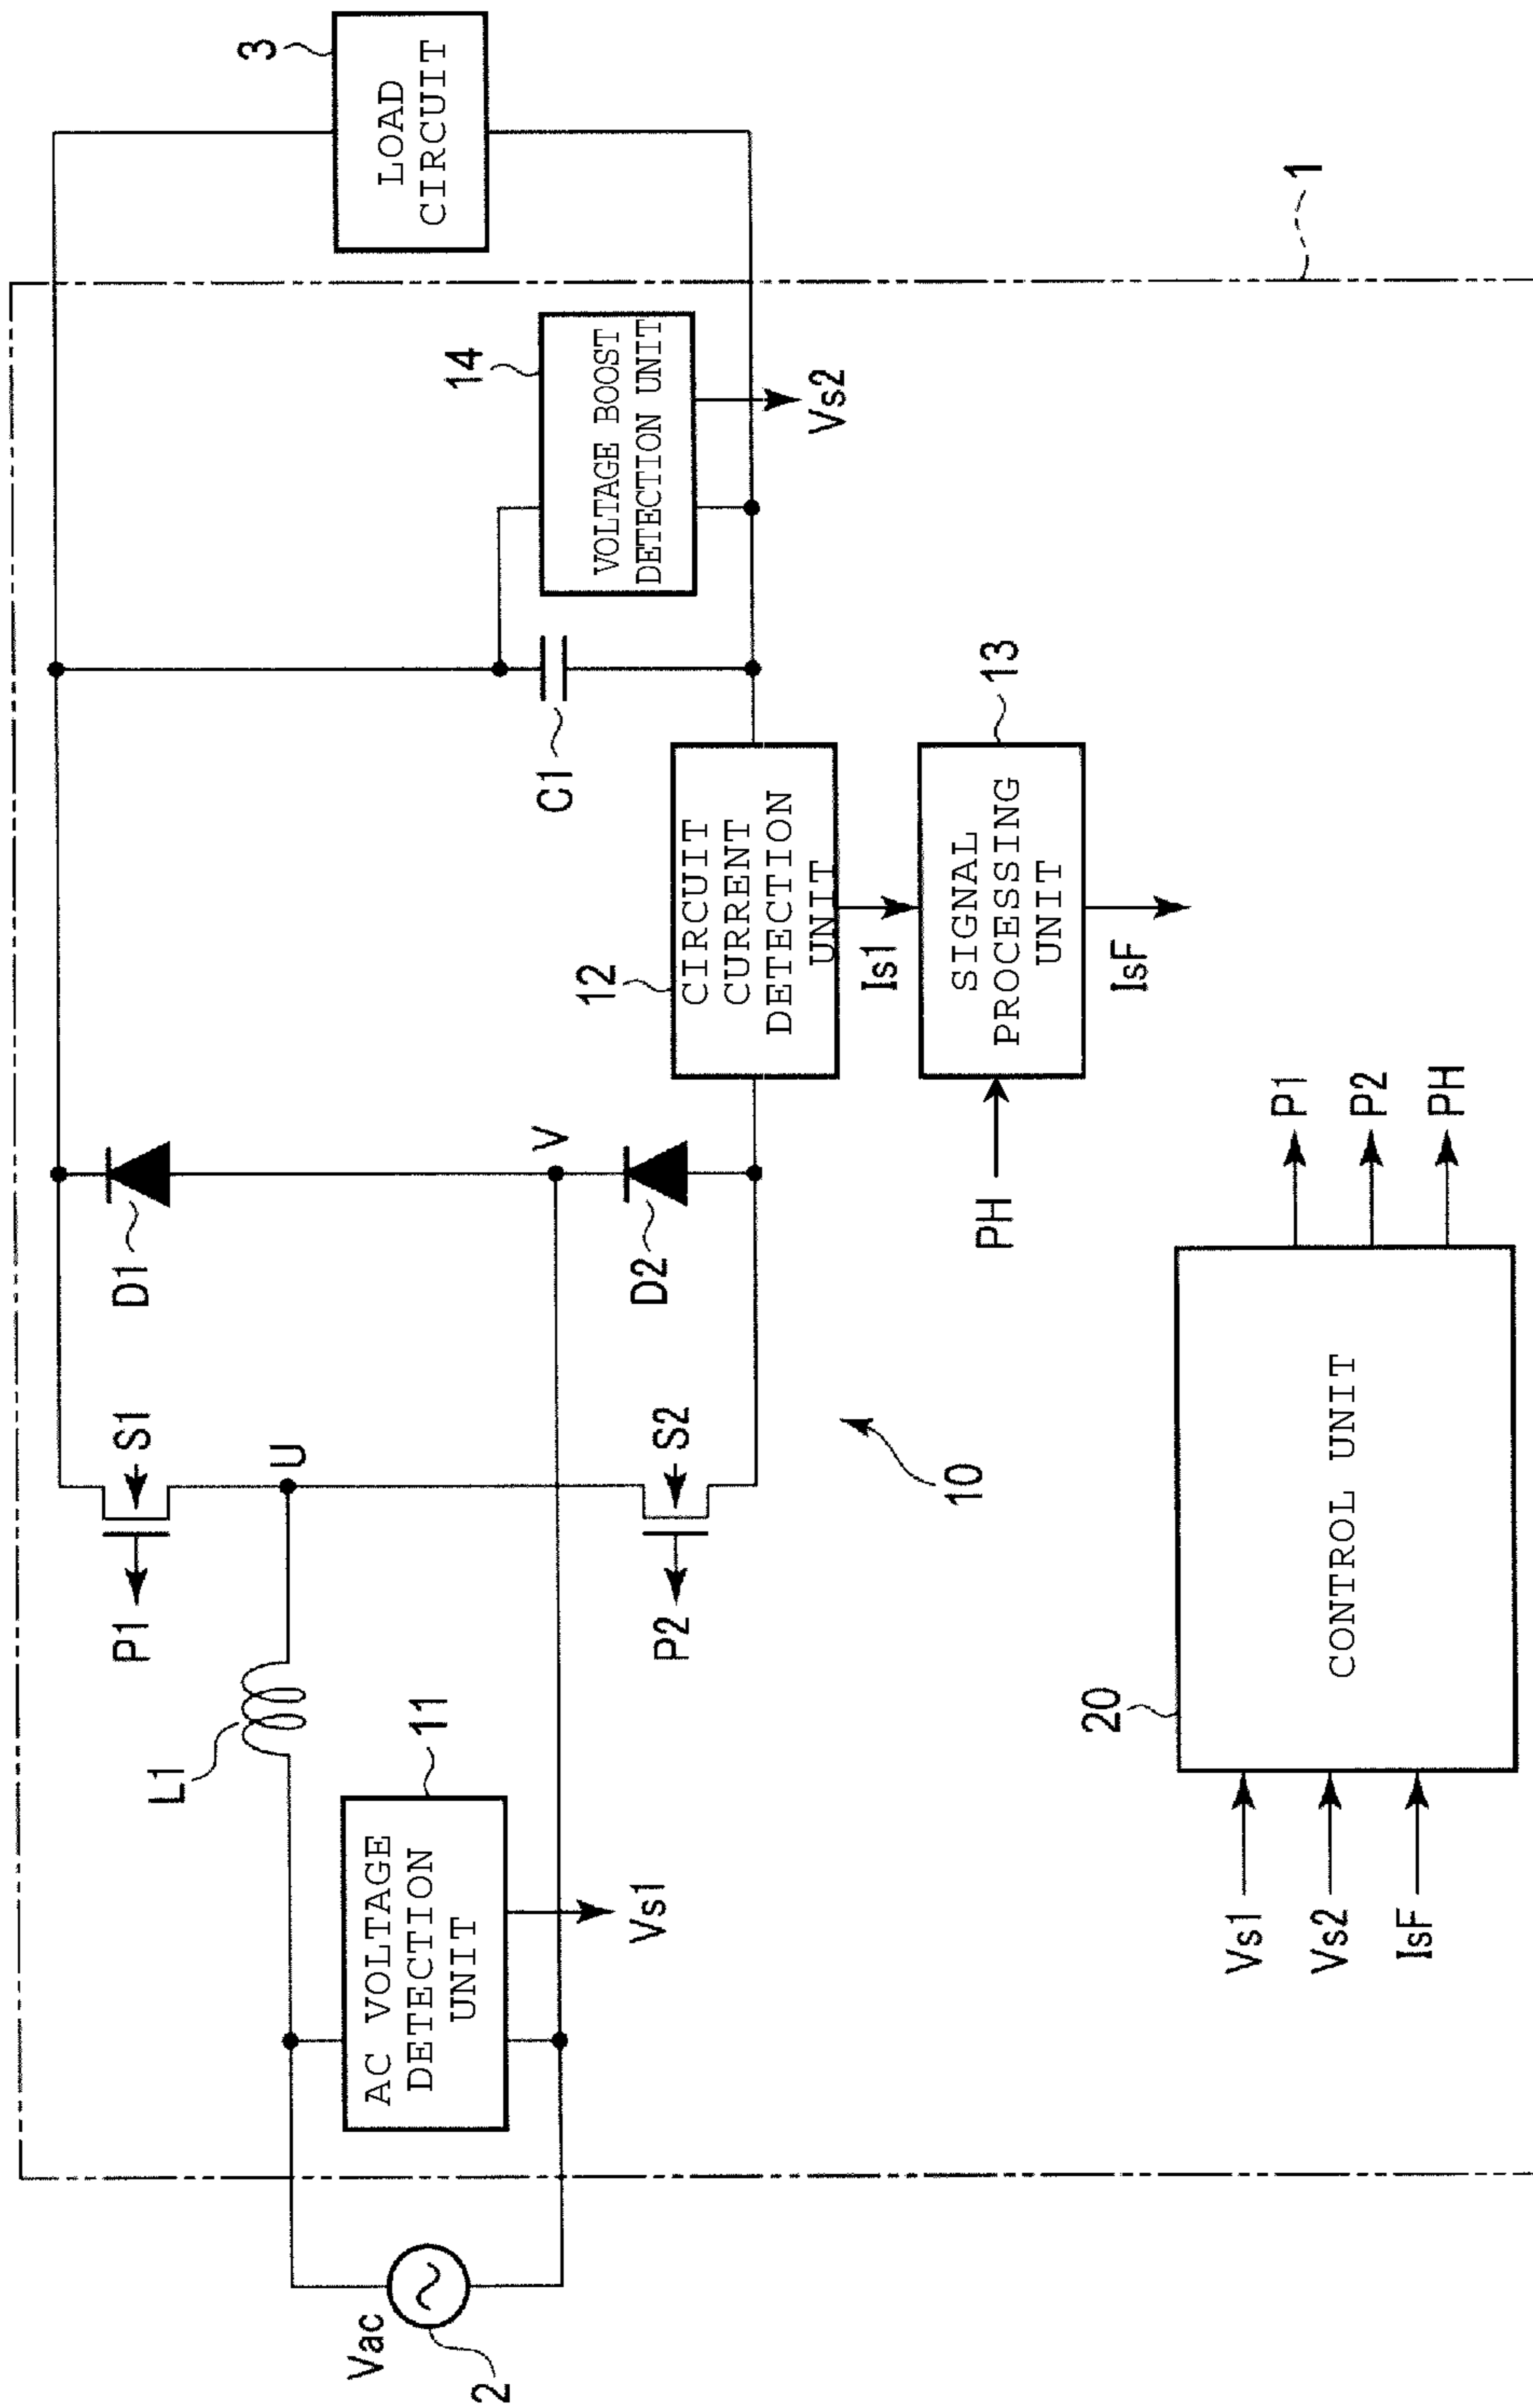 Vac
2
AC VOLTAGE
DETECTION
UNIT
11
Vs1
L1
P1
S1
U
P2
S2
10
D1
V
D2
12
CIRCUIT
CURRENT
DETECTION
UNIT
Is1
PH
SIGNAL
PROCESSING
UNIT
13
IsF
C1
14
VOLTAGE BOOST
DETECTION UNIT
Vs2
3
LOAD
CIRCUIT
1
Vs1
Vs2
IsF
20
CONTROL UNIT
P1
P2
PH